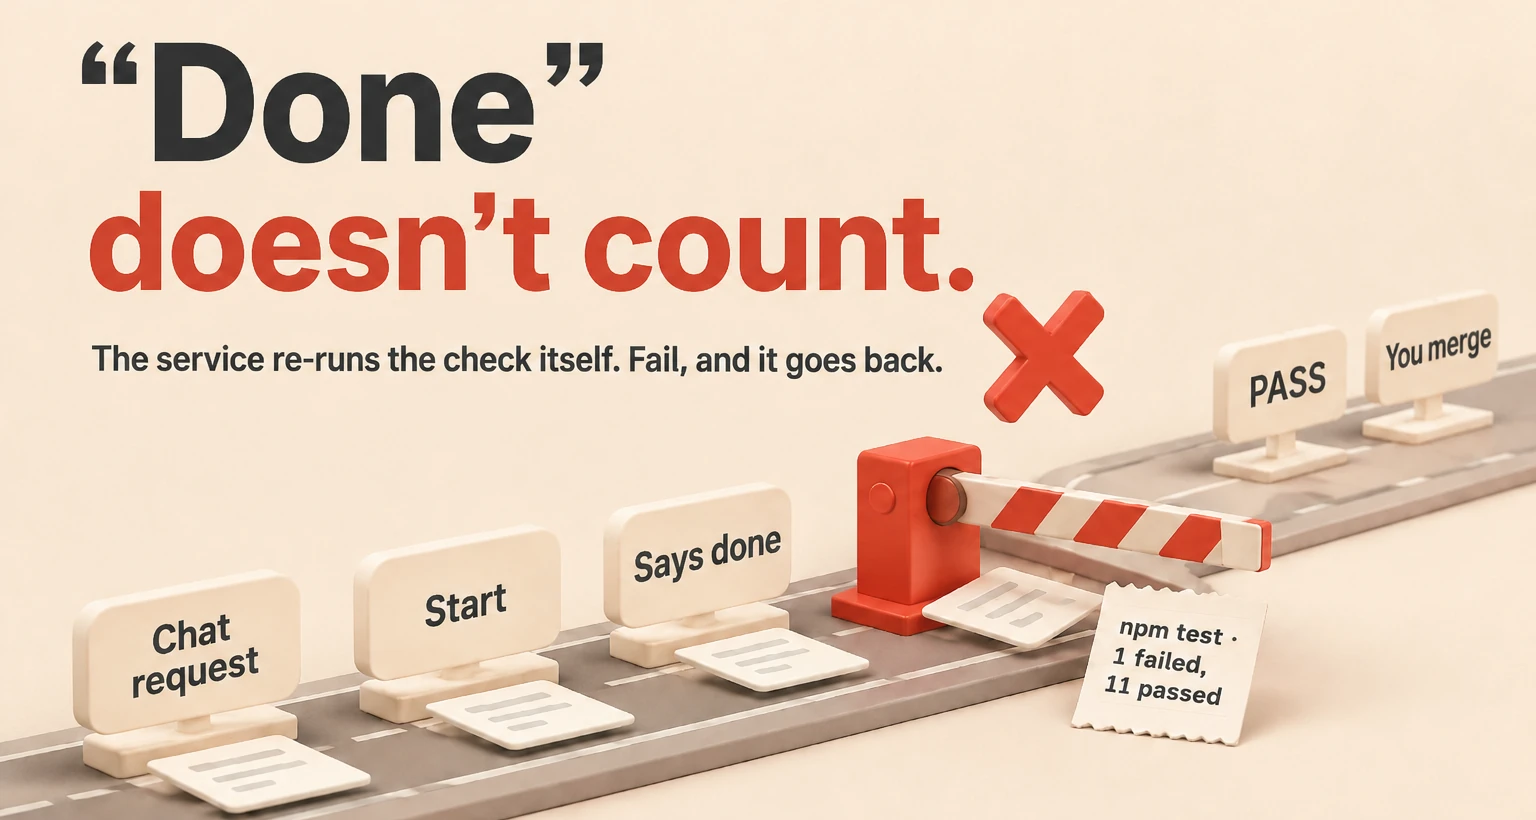 “Done”
doesn’t count.
The service re-runs the check itself. Fail, and it goes back.
Chat
request
Start
Says done
npm test ·
1 failed,
11 passed
PASS
You merge